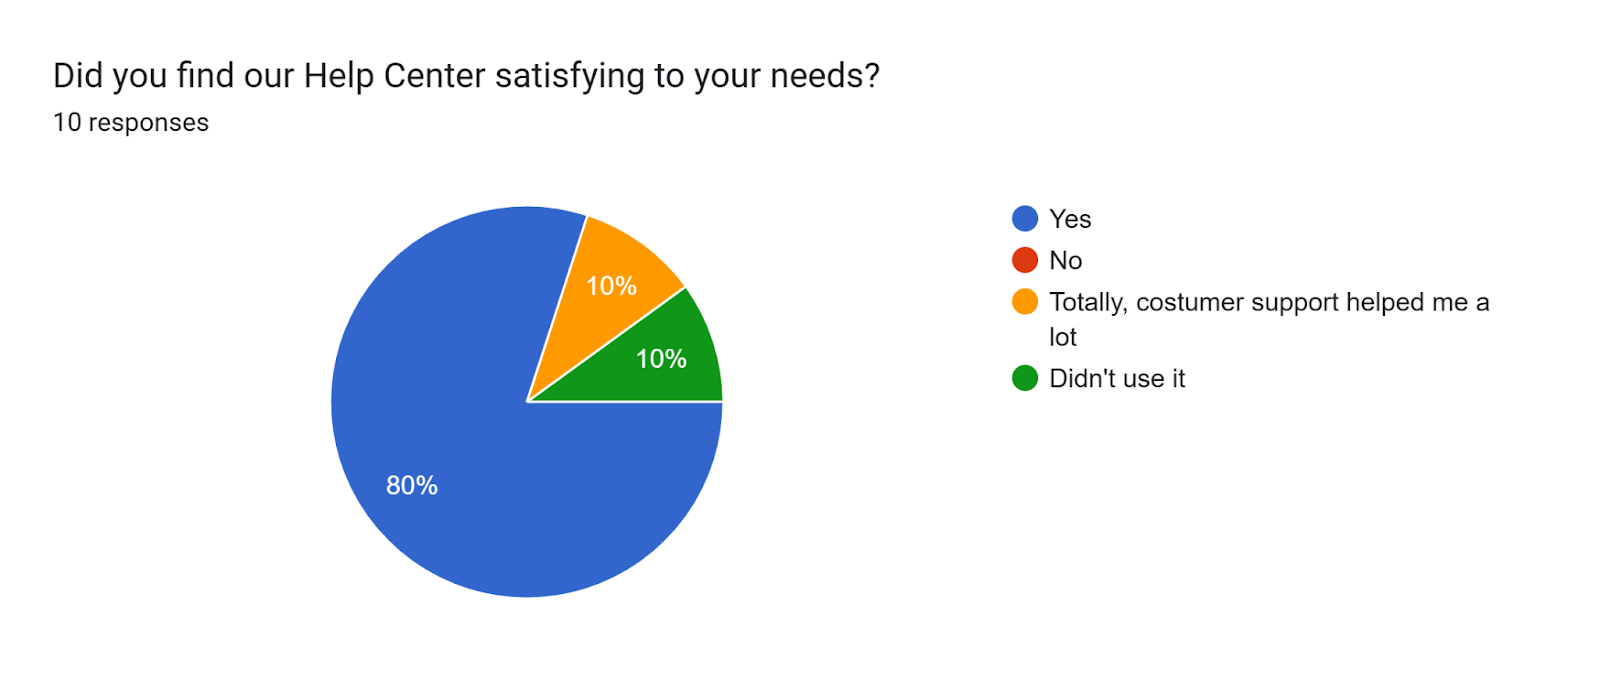 Did you find our Help Center satisfying to your needs?
10 responses
10%
10%
80%
Yes
No
Totally, costumer support helped me a
lot
Didn't use it